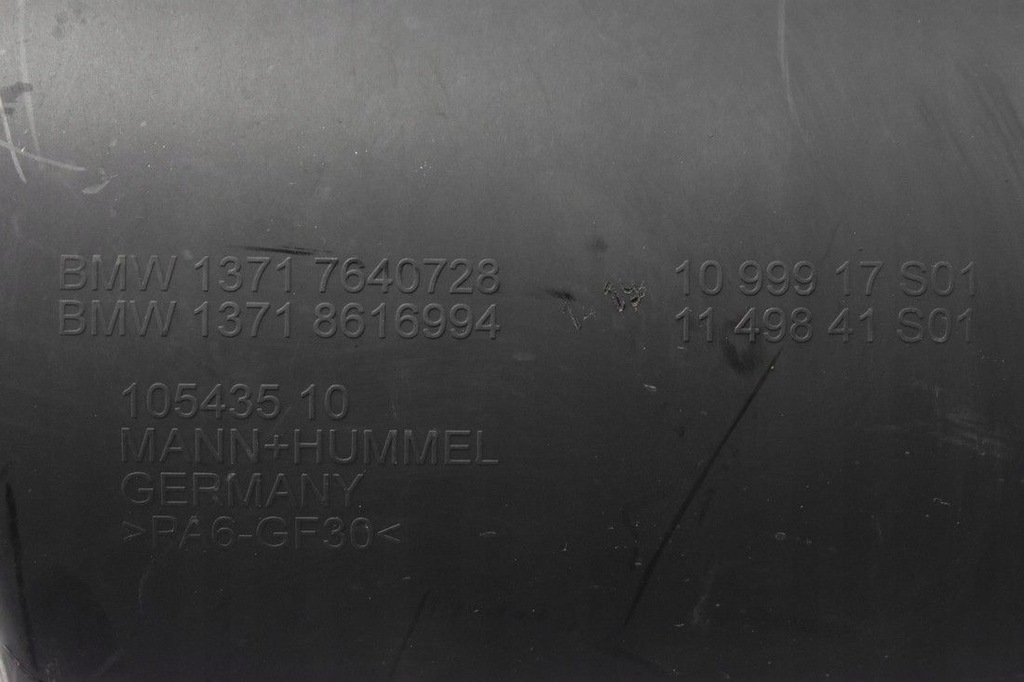 BMW 1371 7640728 10 999 17 S01
BMW 1371 8616994 11 498 41 S01
105435 10
MANN+HUMMEL
GERMANY
>PA6-GF30<